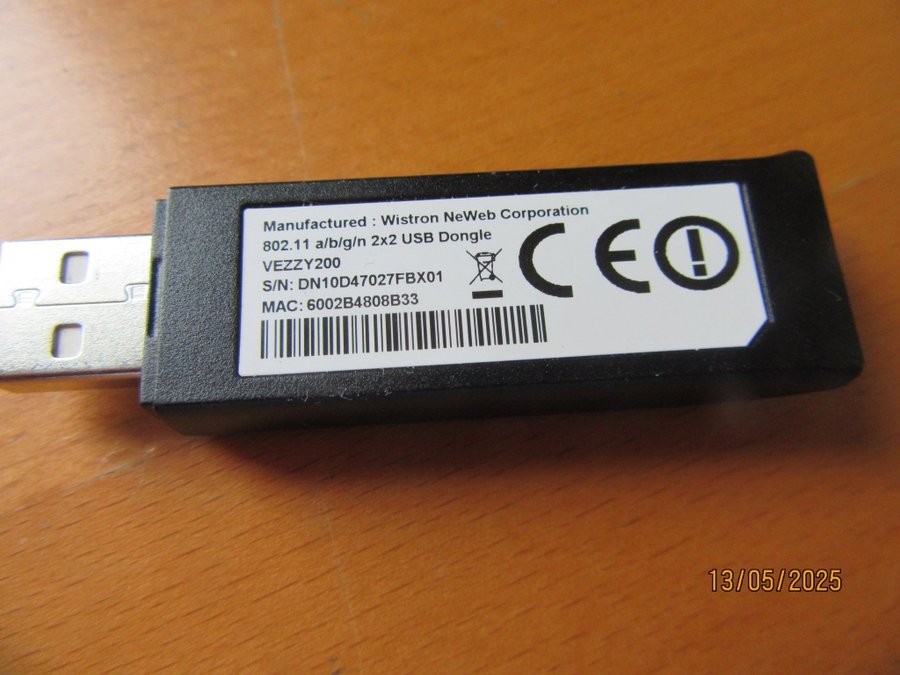 Manufactured : Wistron NeWeb Corporation
802.11 a/b/g/n 2x2 USB Dongle
VEZZY200
S/N: DN10D47027FBX01
MAC: 6002B4808B33
CE
13/05/2025